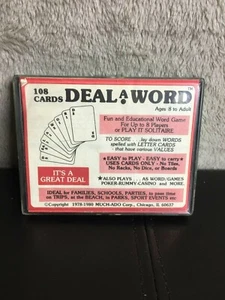 108
CARDS DEAL A WORD™
Ages 8 to Adult
Fun and Educational Word Game
For Up to 8 Players
or PLAY IT SOLITAIRE
TO SCORE . . . lay down WORDS
spelled with LETTER CARDS
that have various VALUES
★ EASY to PLAY - EASY to carry ★
USES CARDS ONLY - No Tiles,
No Racks, No Dice, or Boards
★ ALSO PLAYS . . . AS WORD/GAMES
POKER-RUMMY-CASINO and MORE.
IT'S A
GREAT DEAL
IDEAL for FAMILIES, SCHOOLS, PARTIES, to pass time
on TRIPS, at the BEACH, in PARKS, SPORT EVENTS etc
©Copyright 1978-1988 MUCH-ADO Corp., Chicago, IL 60627